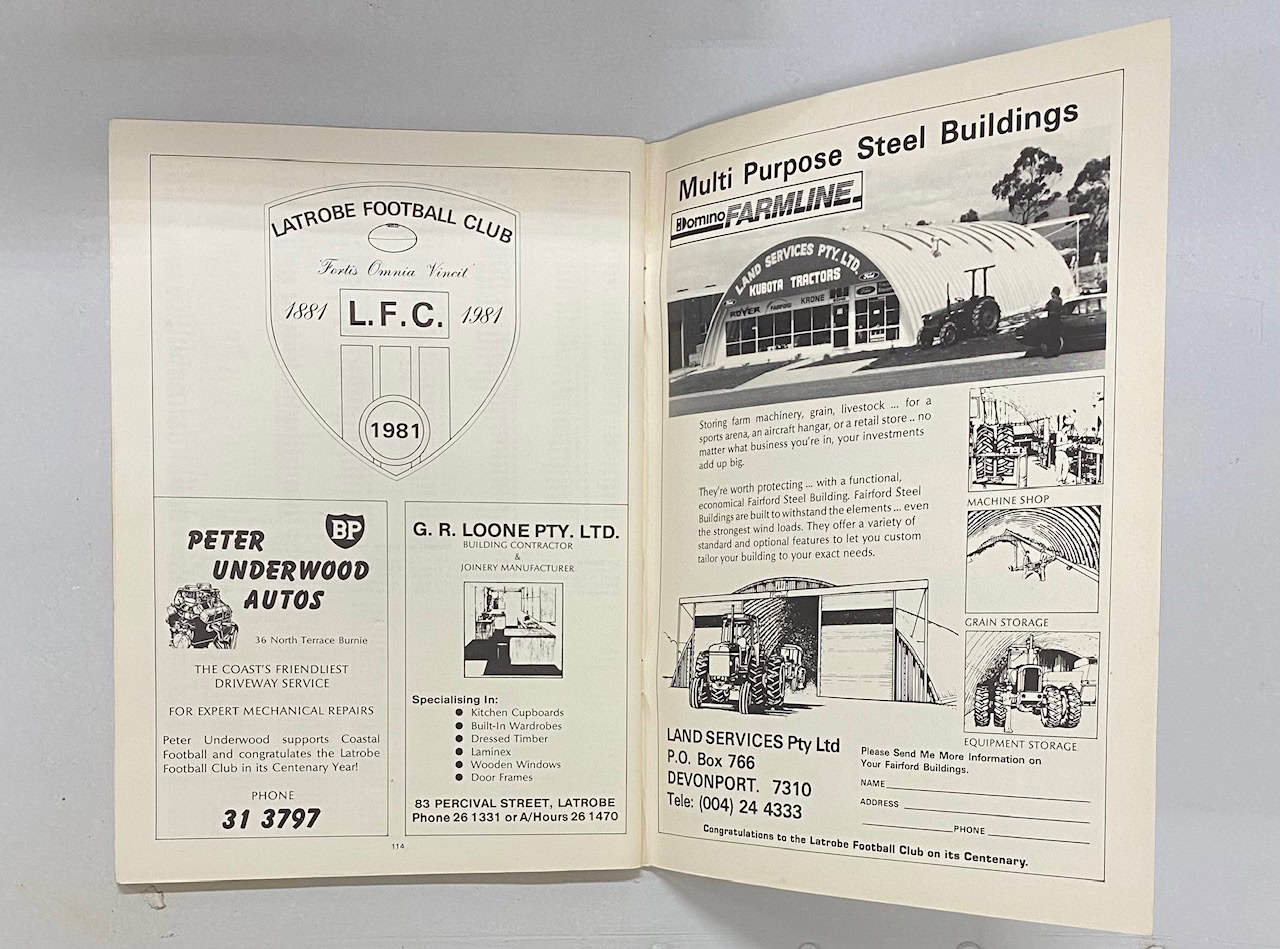 LATROBE FOOTBALL CLUB
'Fortis Omnia Vincit'
1881 L.F.C. 1981
1981
BP
PETER
UNDERWOOD
AUTOS
36 North Terrace Burnie
THE COAST'S FRIENDLIEST
DRIVEWAY SERVICE
FOR EXPERT MECHANICAL REPAIRS
Peter Underwood supports Coastal
Football and congratulates the Latrobe
Football Club in its Centenary Year!
PHONE
31 3797
G. R. LOONE PTY. LTD.
BUILDING CONTRACTOR
&
JOINERY MANUFACTURER
Specialising In:
● Kitchen Cupboards
● Built-In Wardrobes
● Dressed Timber
● Laminex
● Wooden Windows
● Door Frames
83 PERCIVAL STREET, LATROBE
Phone 26 1331 or A/Hours 26 1470
114
Multi Purpose Steel Buildings
Domino FARMLINE
LAND SERVICES PTY. LTD.
KUBOTA TRACTORS
Ford
Ford
ROVER FAIRFORD KRONE
Storing farm machinery, grain, livestock ... for a
sports arena, an aircraft hangar, or a retail store .. no
matter what business you're in, your investments
add up big.
They're worth protecting ... with a functional,
economical Fairford Steel Building. Fairford Steel
Buildings are built to withstand the elements ... even
the strongest wind loads. They offer a variety of
standard and optional features to let you custom
tailor your building to your exact needs.
MACHINE SHOP
GRAIN STORAGE
EQUIPMENT STORAGE
LAND SERVICES Pty Ltd
P.O. Box 766
DEVONPORT. 7310
Tele: (004) 24 4333
Please Send Me More Information on
Your Fairford Buildings.
NAME
ADDRESS
PHONE
Congratulations to the Latrobe Football Club on its Centenary.